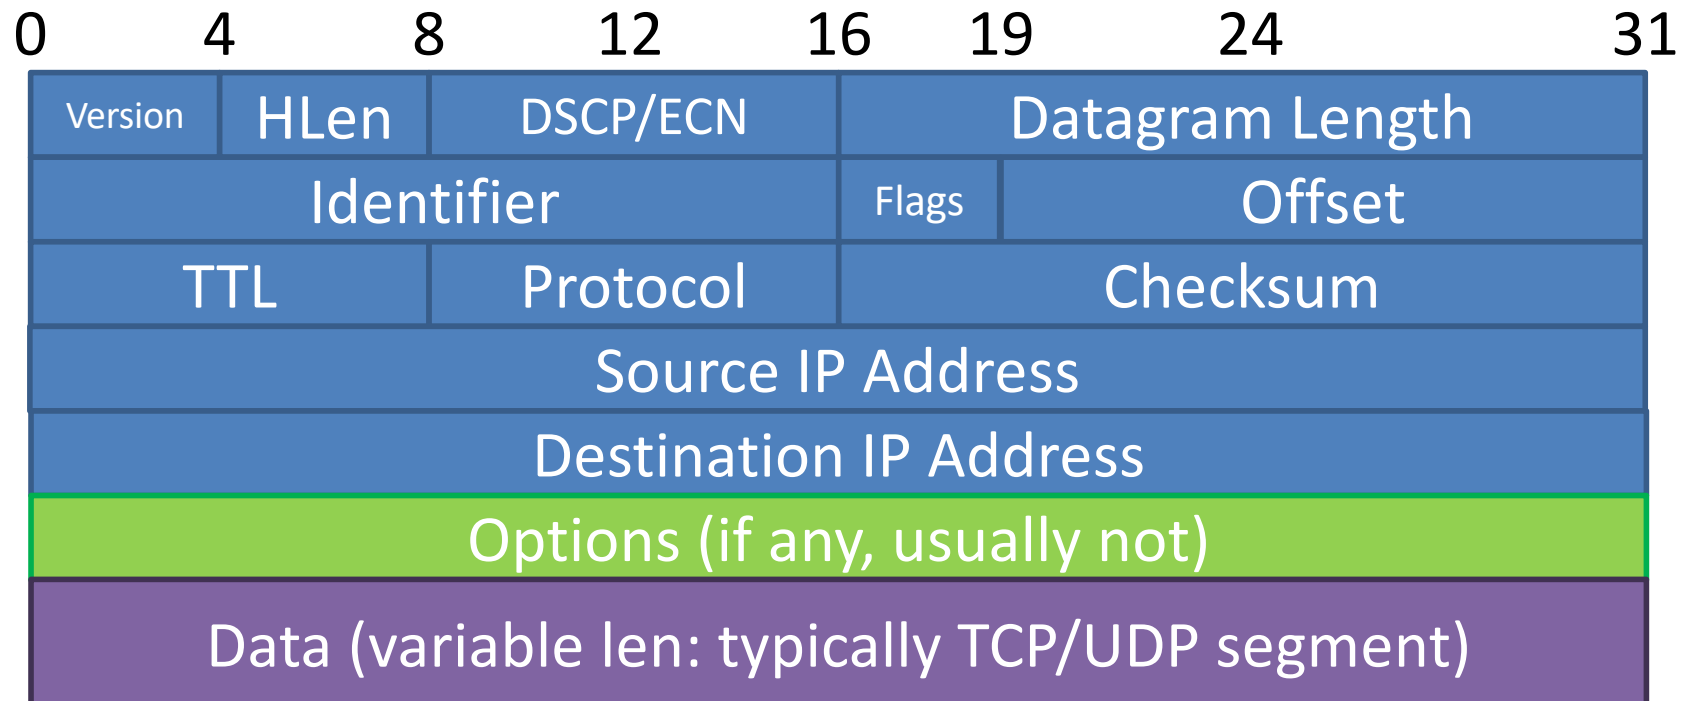 0 4 8 12 16 19 24 31
Version HLen DSCP/ECN Datagram Length
Identifier Flags Offset
TTL Protocol Checksum
Source IP Address
Destination IP Address
Options (if any, usually not)
Data (variable len: typically TCP/UDP segment)